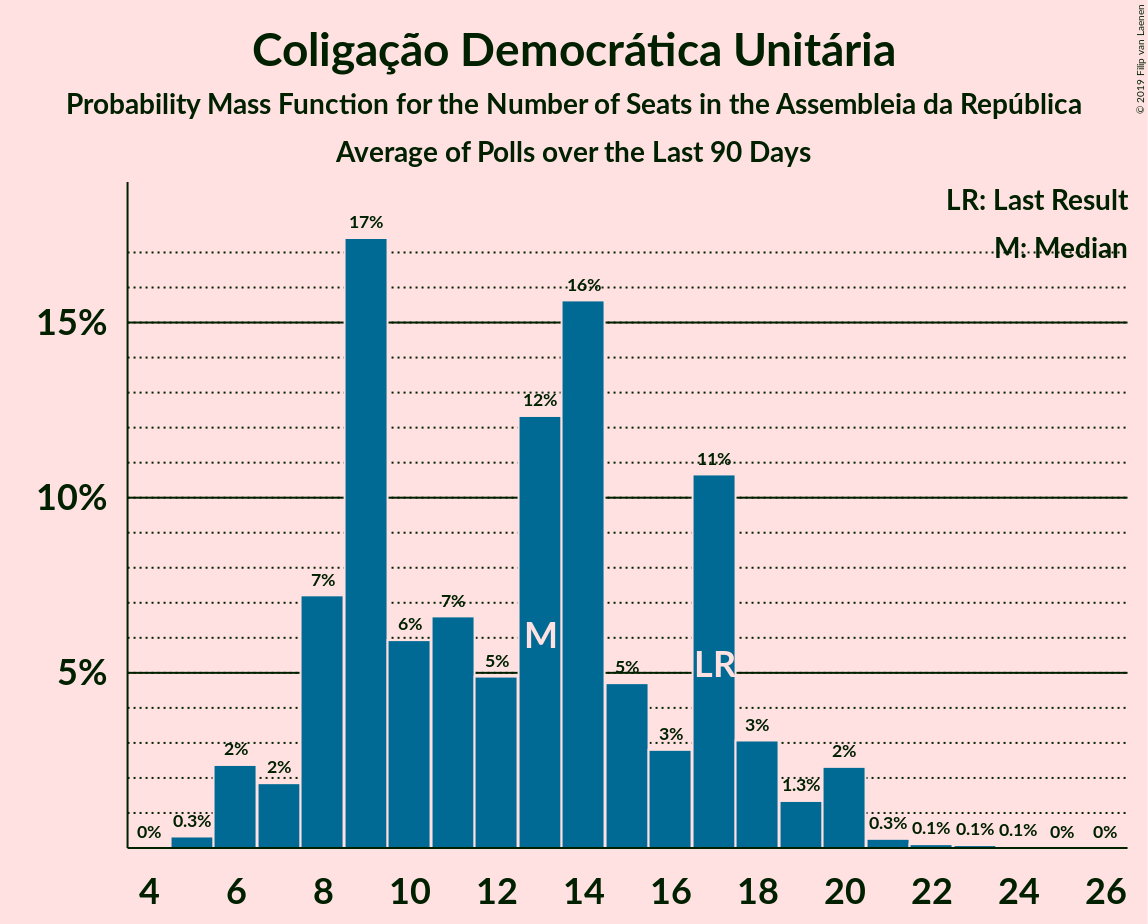 Coligação Democrática Unitária
Probability Mass Function for the Number of Seats in the Assembleia da República
Average of Polls over the Last 90 Days
© 2019 Filip van Laenen
LR: Last Result
M: Median
15%
10%
5%
0%
0.3%
2%
2%
7%
17%
6%
7%
5%
12%
16%
5%
3%
11%
3%
1.3%
2%
0.3%
0.1%
0.1%
0.1%
0%
0%
M
LR
4 6 8 10 12 14 16 18 20 22 24 26